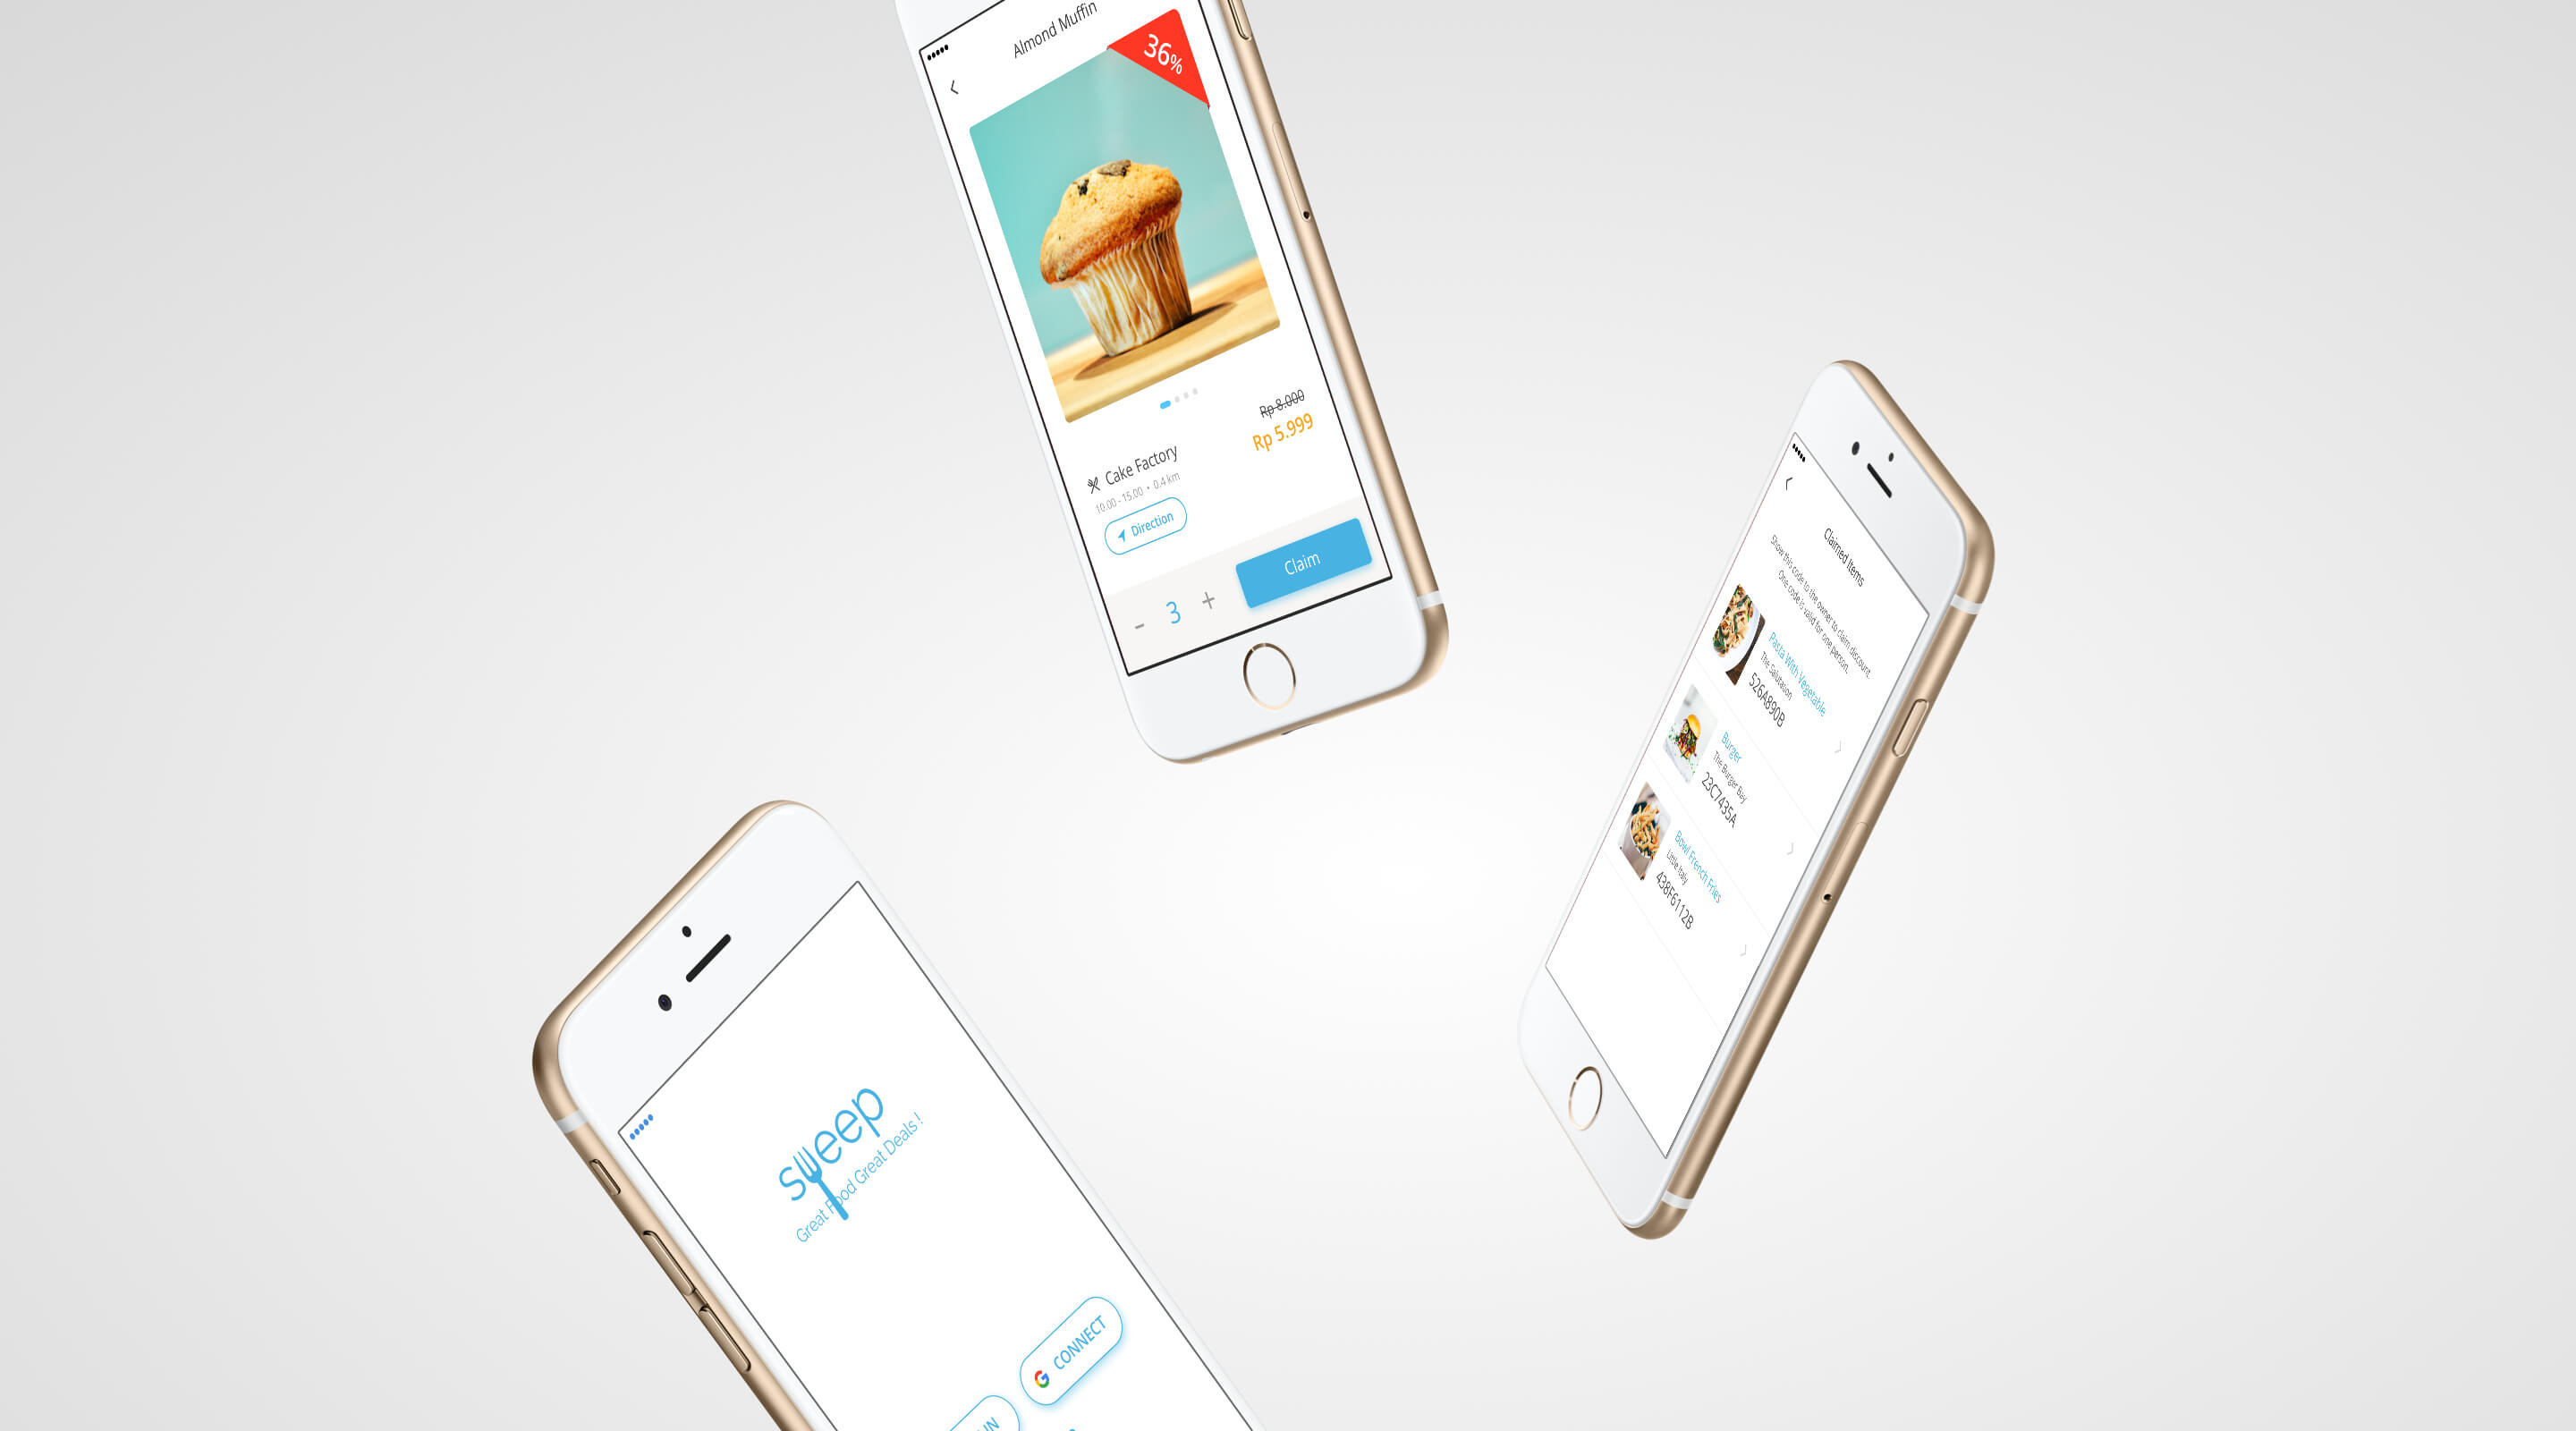 Almond Muffin
36%
Rp 8.000
Rp 5.999
Cake Factory
10.00 - 15.00 • 0.4 km
Direction
- 3 +
Claim
Claimed Items
Show this code to the owner to claim discount.
One code is valid for one person.
Pasta With Vegetable
The Salutation
526A890B
Burger
The Burger Bay
23C7435A
Bowl French Fries
Little Italy
438F6112B
sweep
Great Food Great Deals !
G CONNECT
IN